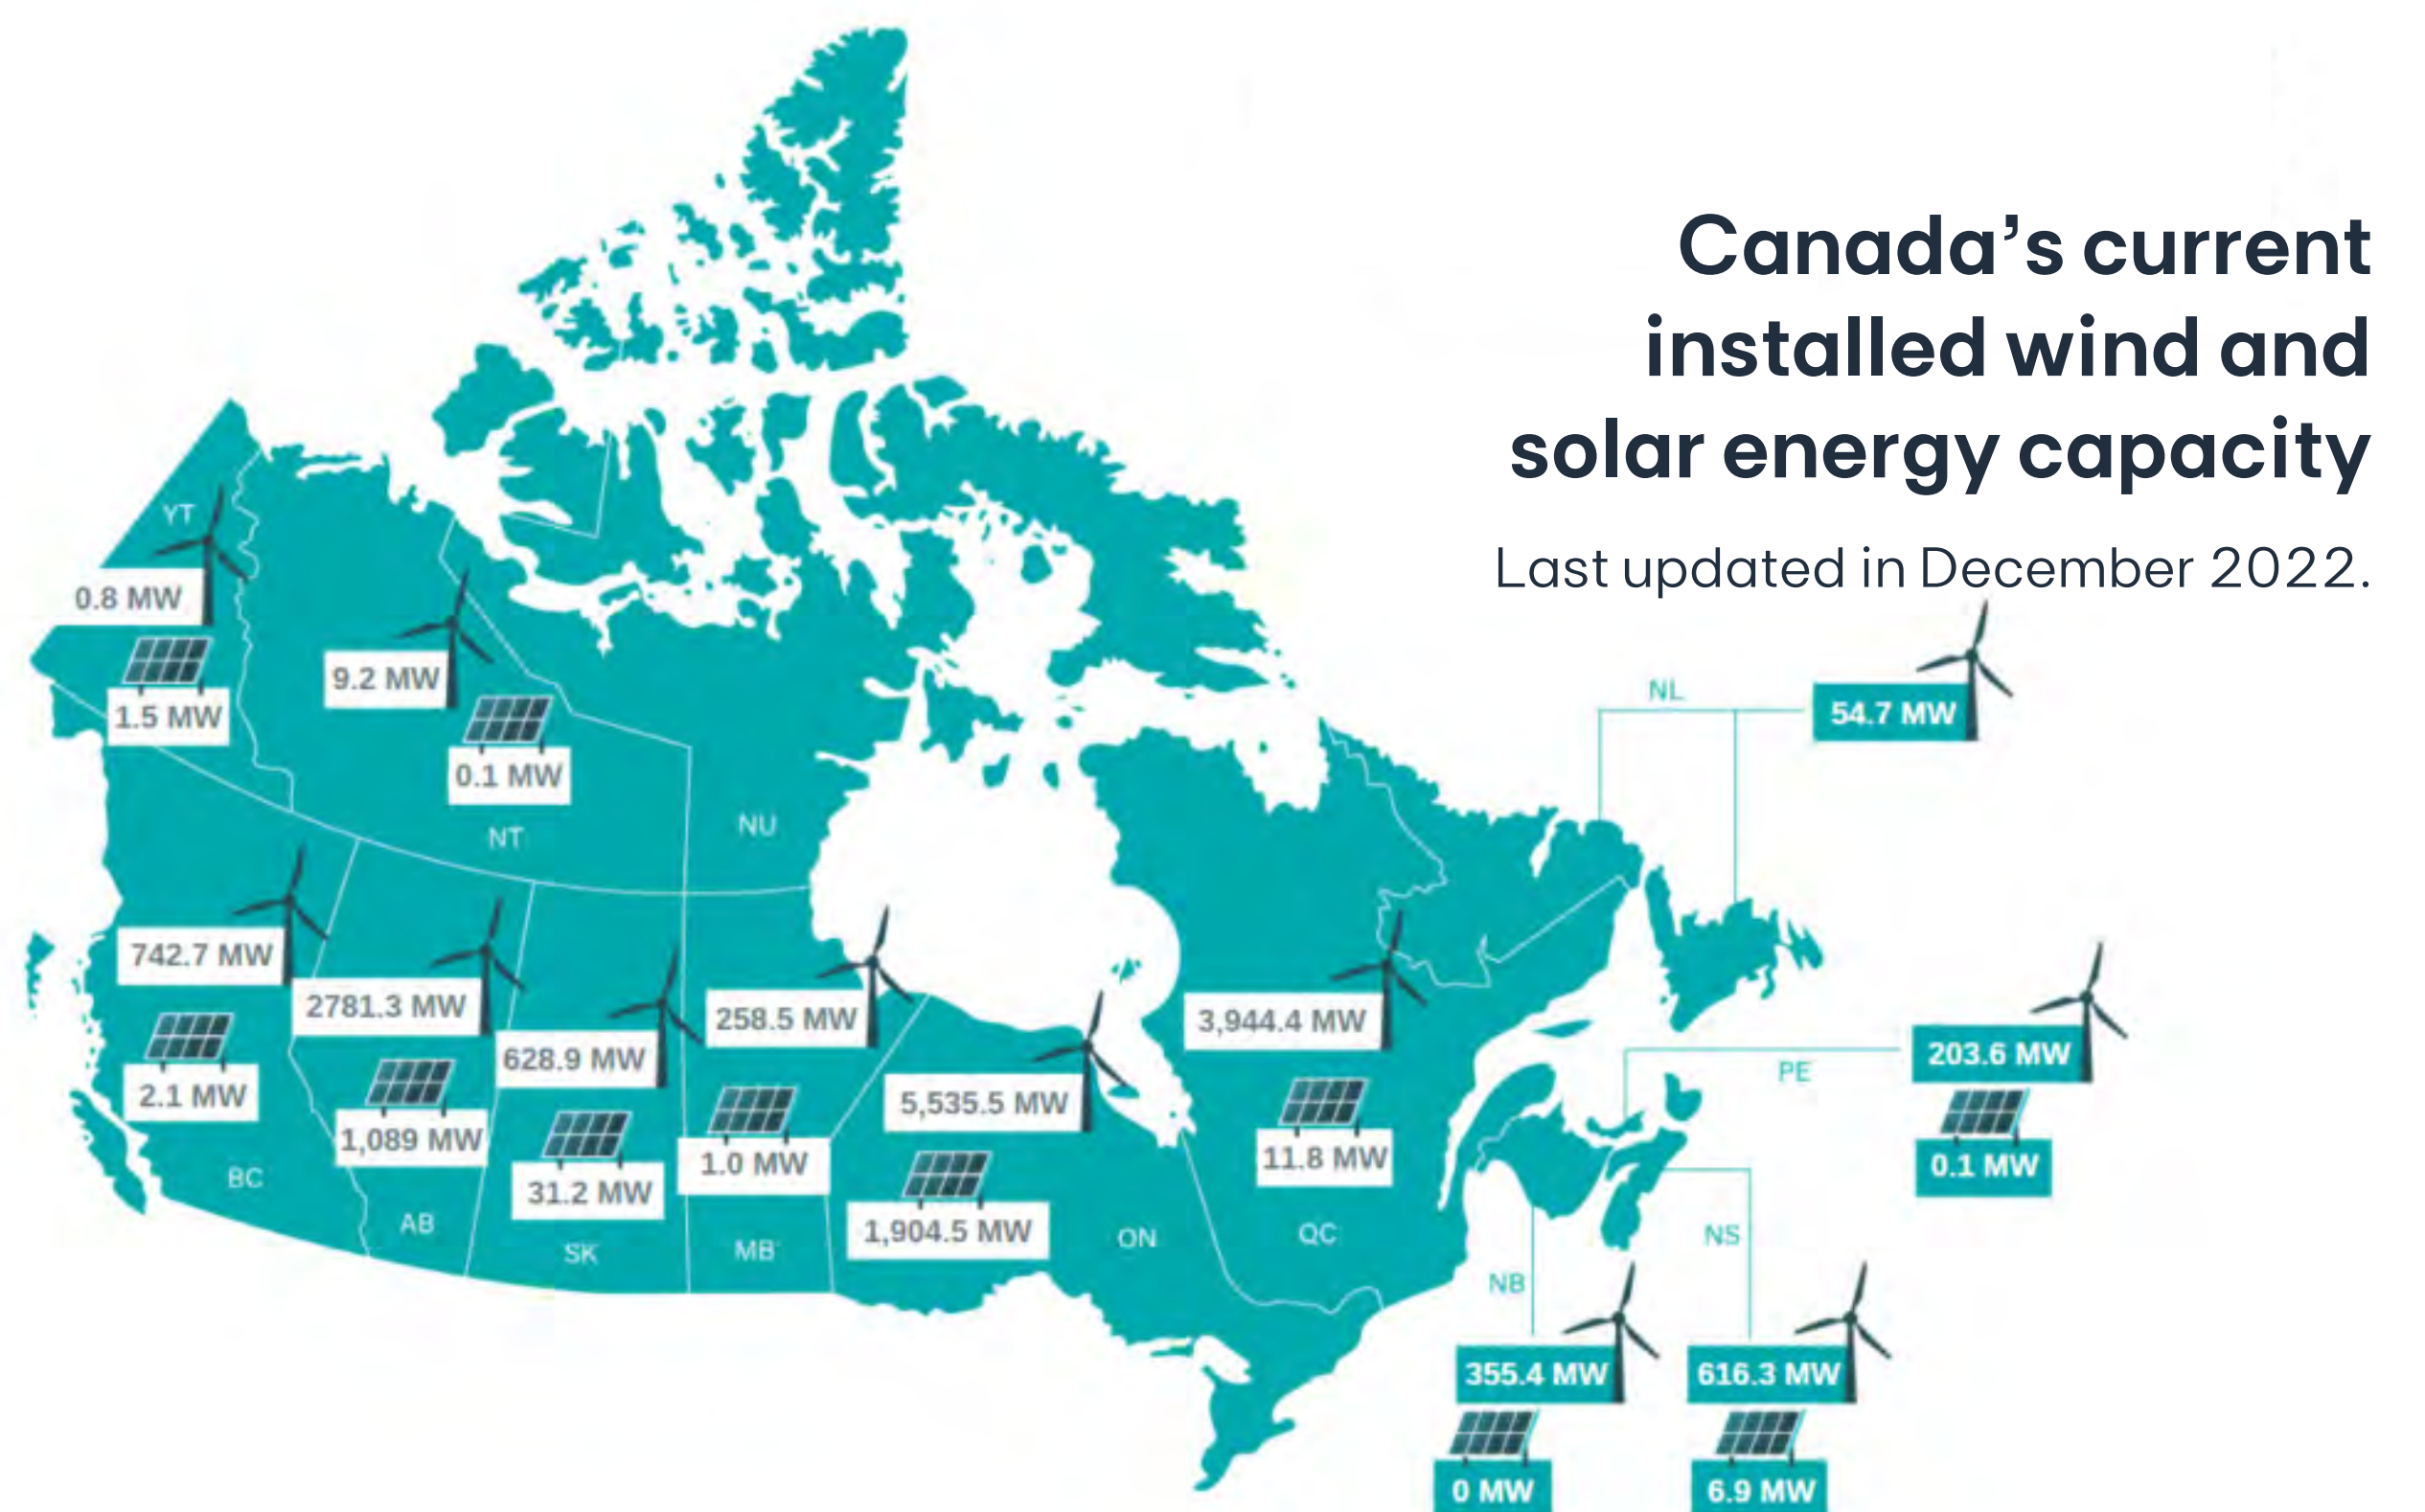 Canada’s current
installed wind and
solar energy capacity
Last updated in December 2022.
YT
0.8 MW
1.5 MW
9.2 MW
0.1 MW
NT
NU
NL
54.7 MW
742.7 MW
2.1 MW
BC
2781.3 MW
1,089 MW
AB
628.9 MW
31.2 MW
SK
258.5 MW
1.0 MW
MB
5,535.5 MW
1,904.5 MW
ON
3,944.4 MW
11.8 MW
QC
PE
203.6 MW
0.1 MW
NB
355.4 MW
0 MW
NS
616.3 MW
6.9 MW